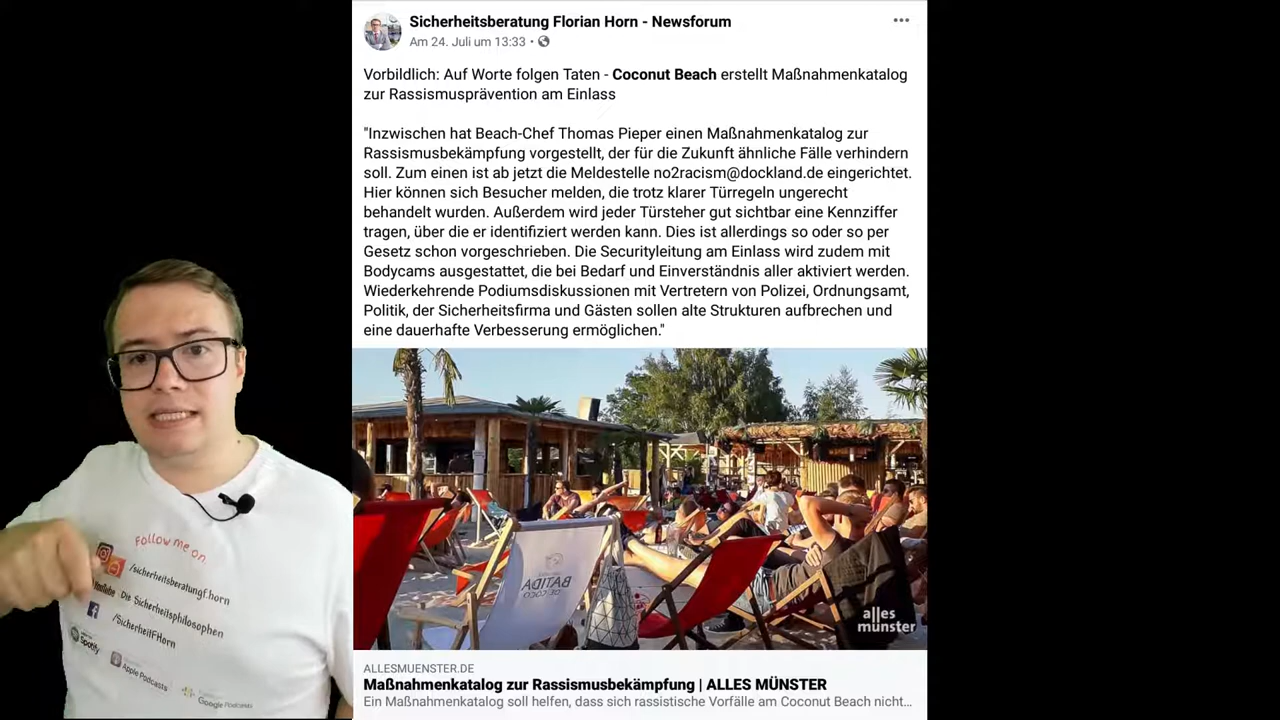 Sicherheitsberatung Florian Horn - Newsforum
Am 24. Juli um 13:33 •
Vorbildlich: Auf Worte folgen Taten - Coconut Beach erstellt Maßnahmenkatalog
zur Rassismusprävention am Einlass
"Inzwischen hat Beach-Chef Thomas Pieper einen Maßnahmenkatalog zur
Rassismusbekämpfung vorgestellt, der für die Zukunft ähnliche Fälle verhindern
soll. Zum einen ist ab jetzt die Meldestelle no2racism@dockland.de eingerichtet.
Hier können sich Besucher melden, die trotz klarer Türregeln ungerecht
behandelt wurden. Außerdem wird jeder Türsteher gut sichtbar eine Kennziffer
tragen, über die er identifiziert werden kann. Dies ist allerdings so oder so per
Gesetz schon vorgeschrieben. Die Securityleitung am Einlass wird zudem mit
Bodycams ausgestattet, die bei Bedarf und Einverständnis aller aktiviert werden.
Wiederkehrende Podiumsdiskussionen mit Vertretern von Polizei, Ordnungsamt,
Politik, der Sicherheitsfirma und Gästen sollen alte Strukturen aufbrechen und
eine dauerhafte Verbesserung ermöglichen."
BATIDA
DE COCO
alles
münster
ALLESMUENSTER.DE
Maßnahmenkatalog zur Rassismusbekämpfung | ALLES MÜNSTER
Ein Maßnahmenkatalog soll helfen, dass sich rassistische Vorfälle am Coconut Beach nicht...
Follow me on
/sicherheitsberatungf.horn
YouTube Die Sicherheitsphilosophen
/SicherheitFHorn
Spotify
Apple Podcasts
Google Podcasts